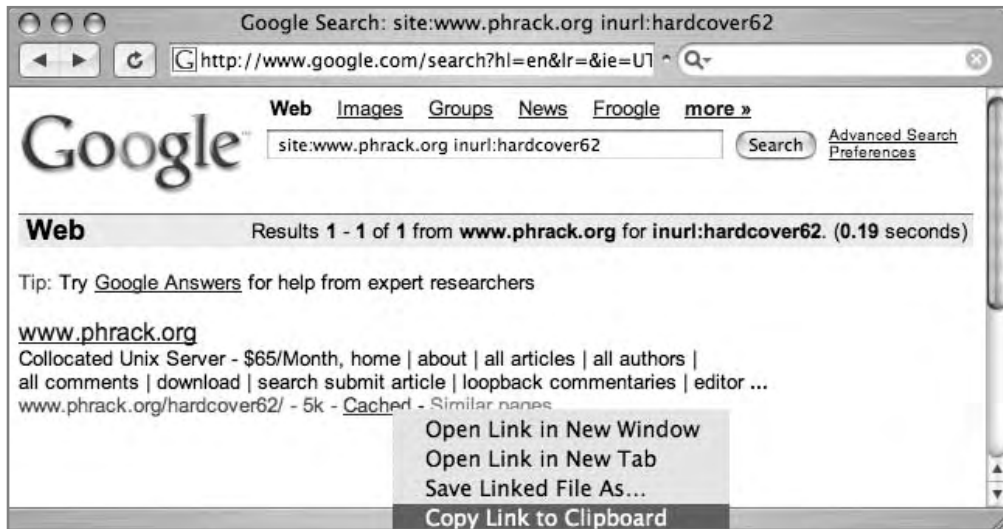 Google Search: site:www.phrack.org inurl:hardcover62
G http://www.google.com/search?hl=en&lr=&ie=UT
Q
Google
Web Images Groups News Froogle more »
site:www.phrack.org inurl:hardcover62
Search
Advanced Search
Preferences
Web Results 1 - 1 of 1 from www.phrack.org for inurl:hardcover62. (0.19 seconds)
Tip: Try Google Answers for help from expert researchers
www.phrack.org
Collocated Unix Server - $65/Month, home | about | all articles | all authors |
all comments | download | search submit article | loopback commentaries | editor ...
www.phrack.org/hardcover62/ - 5k - Cached - Similar pages
Open Link in New Window
Open Link in New Tab
Save Linked File As...
Copy Link to Clipboard